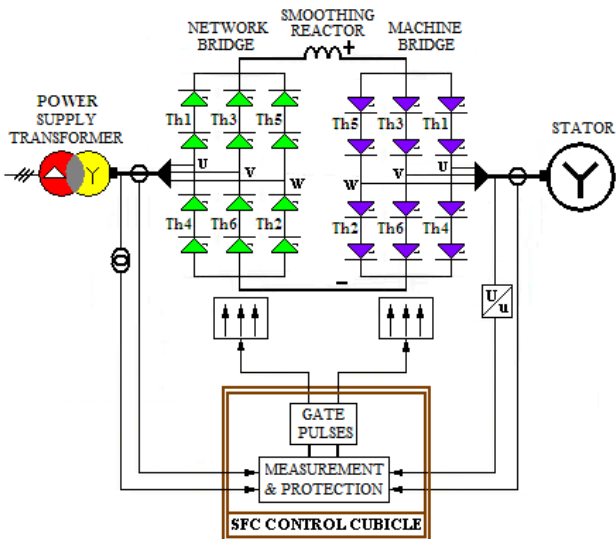 SMOOTHING
REACTOR
+
NETWORK
BRIDGE
MACHINE
BRIDGE
POWER
SUPPLY
TRANSFORMER
STATOR
Th1
Th3
Th5
Th5
Th3
Th1
U
V
W
W
V
U
Th4
Th6
Th2
Th2
Th6
Th4
-
U
u
GATE
PULSES
MEASUREMENT
& PROTECTION
SFC CONTROL CUBICLE